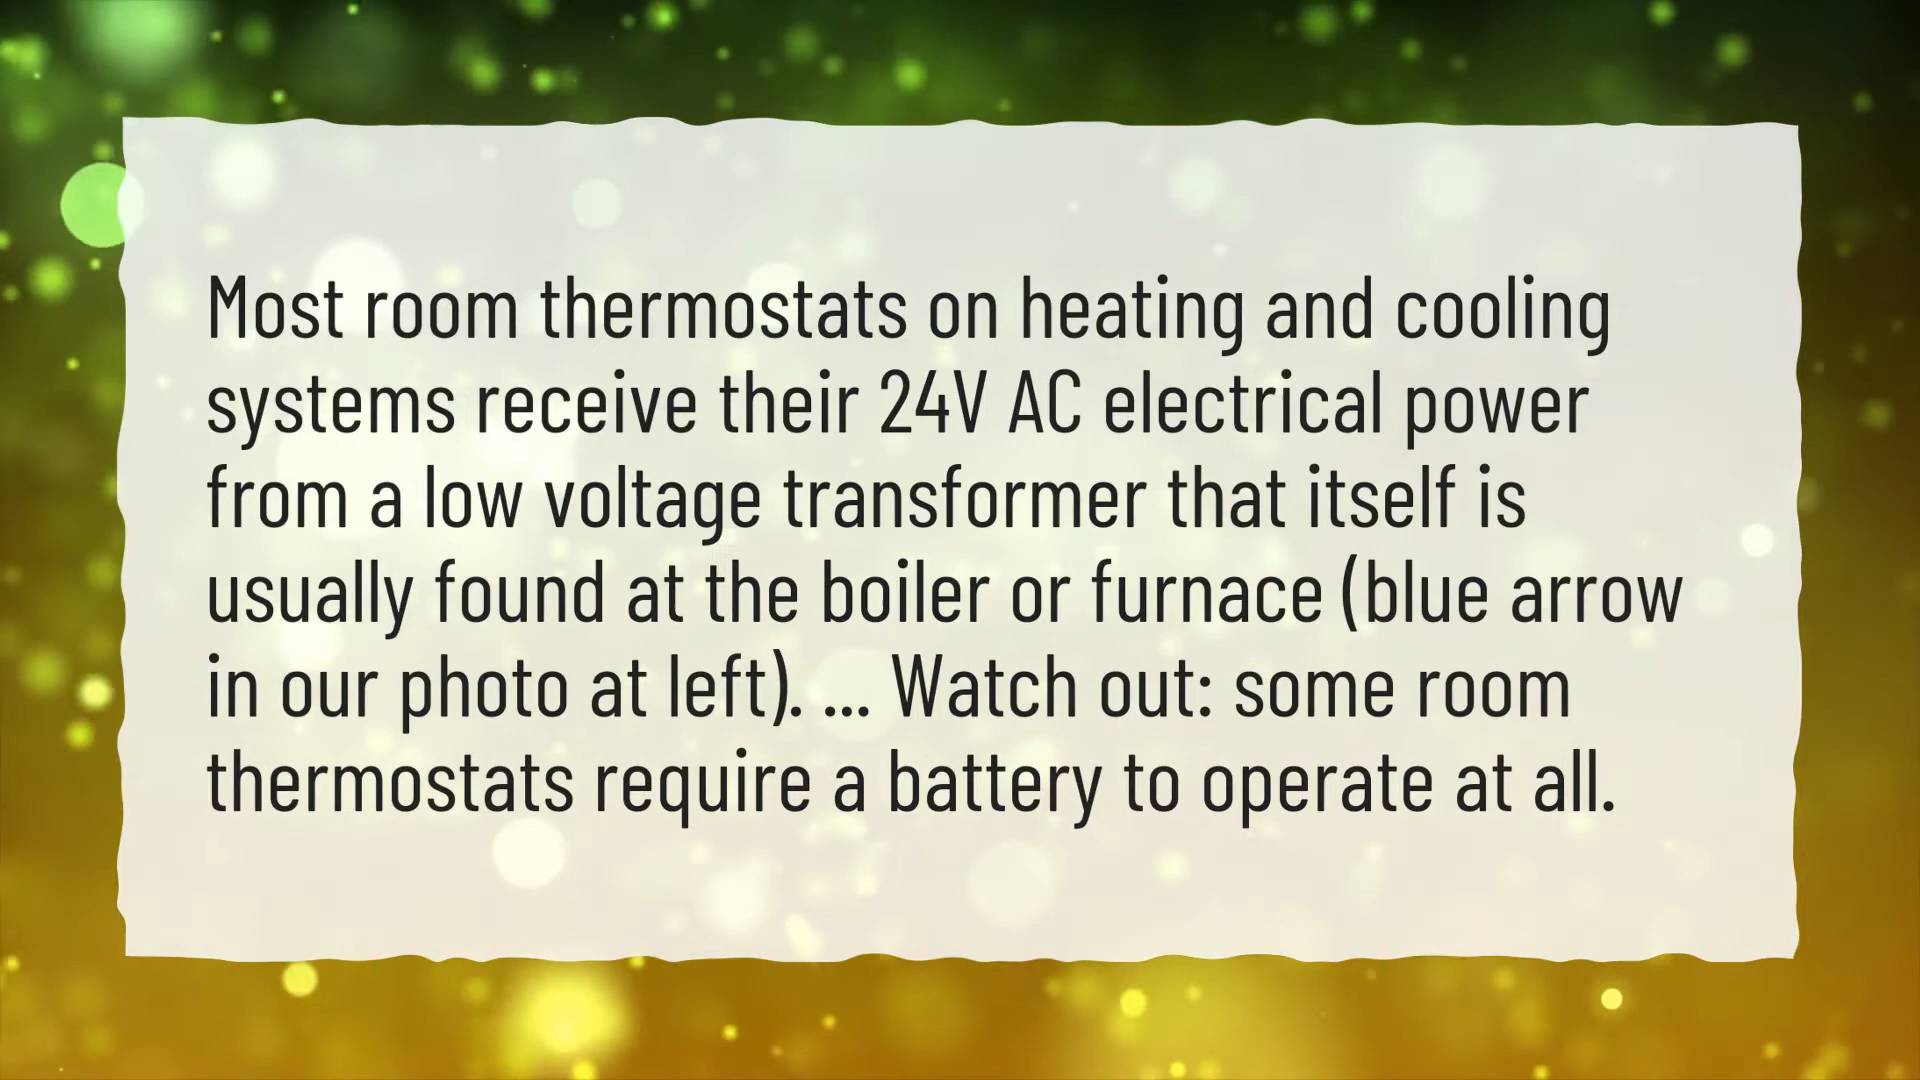 Most room thermostats on heating and cooling
systems receive their 24V AC electrical power
from a low voltage transformer that itself is
usually found at the boiler or furnace (blue arrow
in our photo at left). ... Watch out: some room
thermostats require a battery to operate at all.